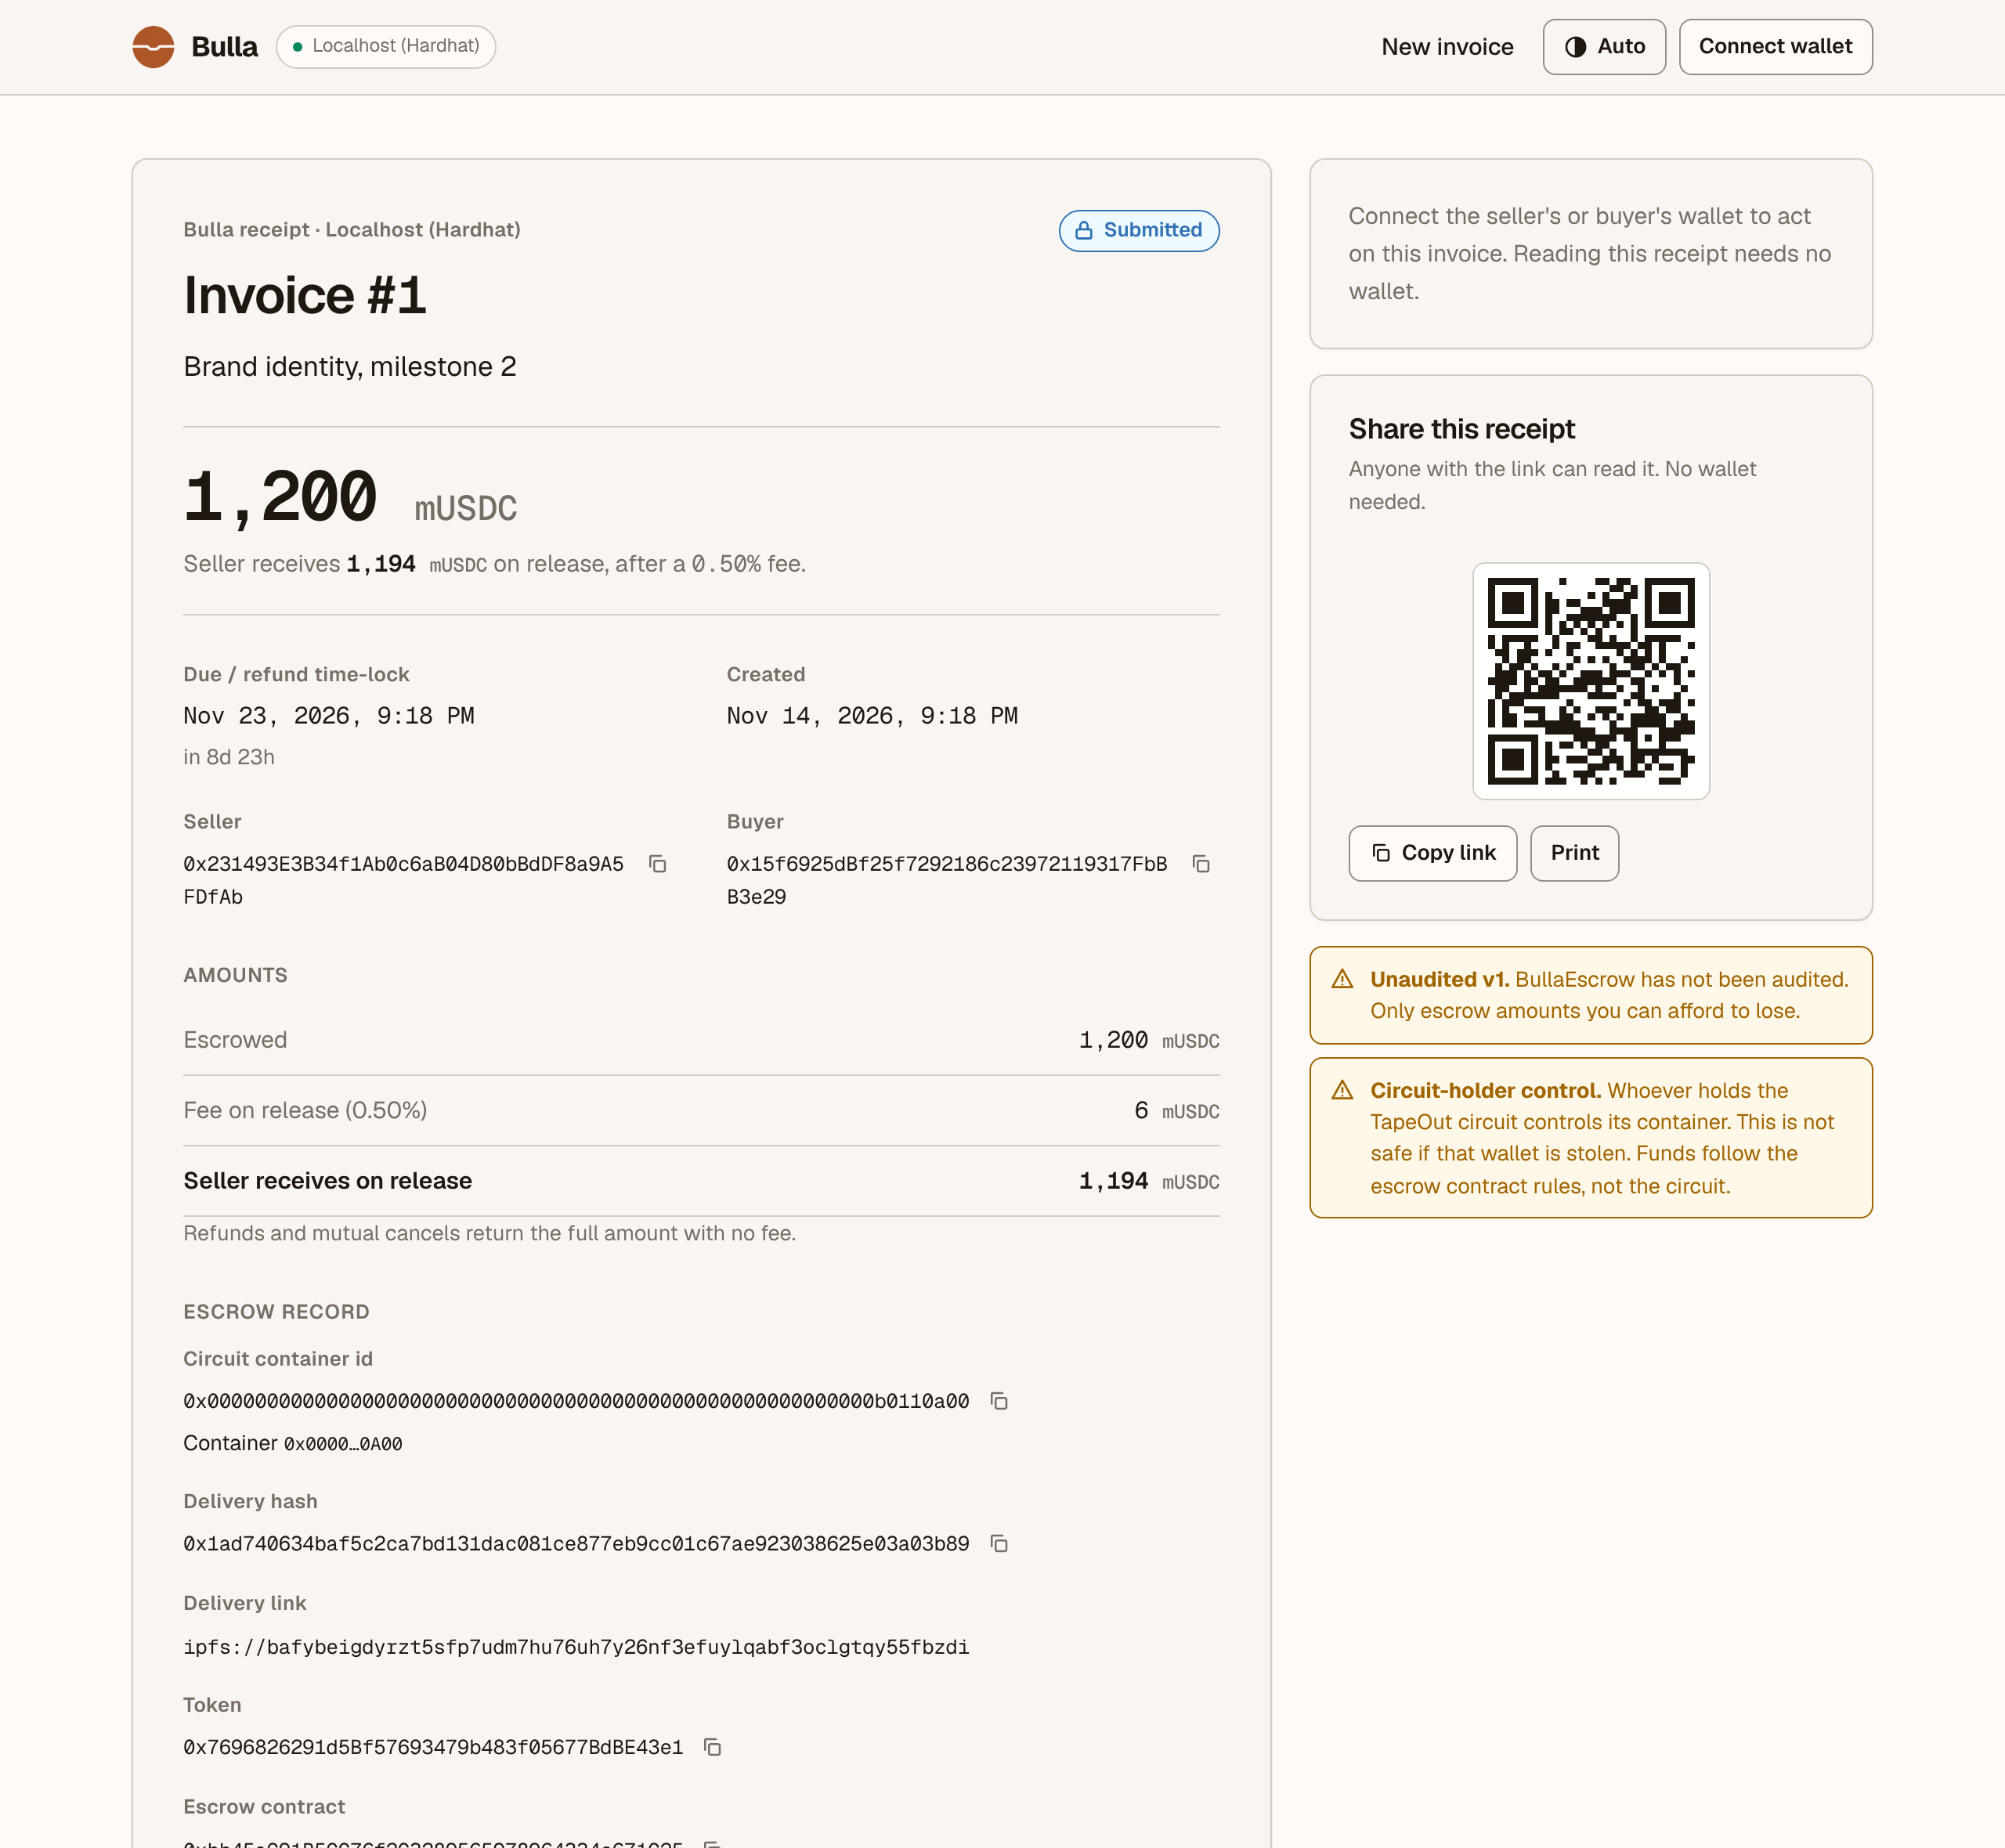 Bulla
Localhost (Hardhat)
New invoice
Auto
Connect wallet
Bulla receipt · Localhost (Hardhat)
Submitted
Invoice #1
Brand identity, milestone 2
1,200 mUSDC
Seller receives 1,194 mUSDC on release, after a 0.50% fee.
Due / refund time-lock
Nov 23, 2026, 9:18 PM
in 8d 23h
Created
Nov 14, 2026, 9:18 PM
Seller
0x231493E3B34f1Ab0c6aB04D80bBdDF8a9A5
FDfAb
Buyer
0x15f6925dBf25f7292186c23972119317FbB
B3e29
AMOUNTS
Escrowed 1,200 mUSDC
Fee on release (0.50%) 6 mUSDC
Seller receives on release 1,194 mUSDC
Refunds and mutual cancels return the full amount with no fee.
ESCROW RECORD
Circuit container id
0x00000000000000000000000000000000000000000000000000000000b0110a00
Container 0x0000…0A00
Delivery hash
0x1ad740634baf5c2ca7bd131dac081ce877eb9cc01c67ae923038625e03a03b89
Delivery link
ipfs://bafybeigdyrzt5sfp7udm7hu76uh7y26nf3efuylqabf3oclgtqy55fbzdi
Token
0x7696826291d5Bf57693479b483f05677BdBE43e1
Escrow contract
Connect the seller's or buyer's wallet to act
on this invoice. Reading this receipt needs no
wallet.
Share this receipt
Anyone with the link can read it. No wallet
needed.
Copy link
Print
Unaudited v1. BullaEscrow has not been audited.
Only escrow amounts you can afford to lose.
Circuit-holder control. Whoever holds the
TapeOut circuit controls its container. This is not
safe if that wallet is stolen. Funds follow the
escrow contract rules, not the circuit.